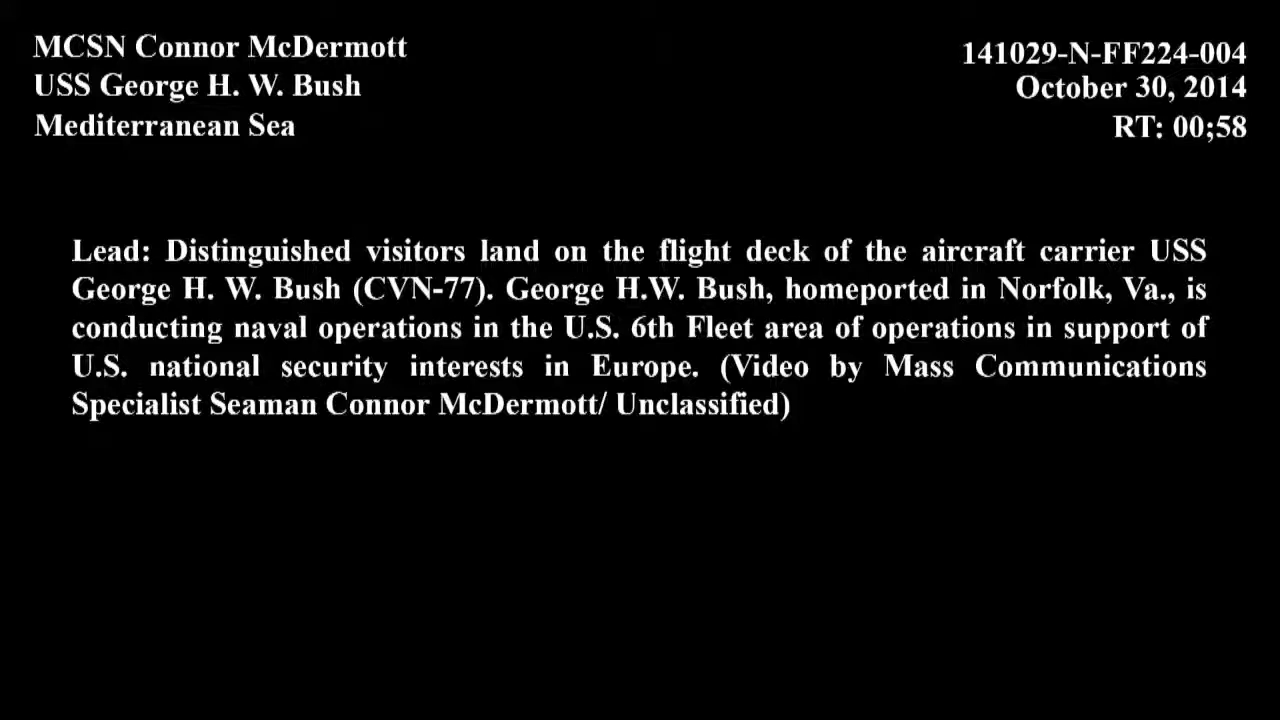 MCSN Connor McDermott
USS George H. W. Bush
Mediterranean Sea
141029-N-FF224-004
October 30, 2014
RT: 00;58
Lead: Distinguished visitors land on the flight deck of the aircraft carrier USS
George H. W. Bush (CVN-77). George H.W. Bush, homeported in Norfolk, Va., is
conducting naval operations in the U.S. 6th Fleet area of operations in support of
U.S. national security interests in Europe. (Video by Mass Communications
Specialist Seaman Connor McDermott/ Unclassified)